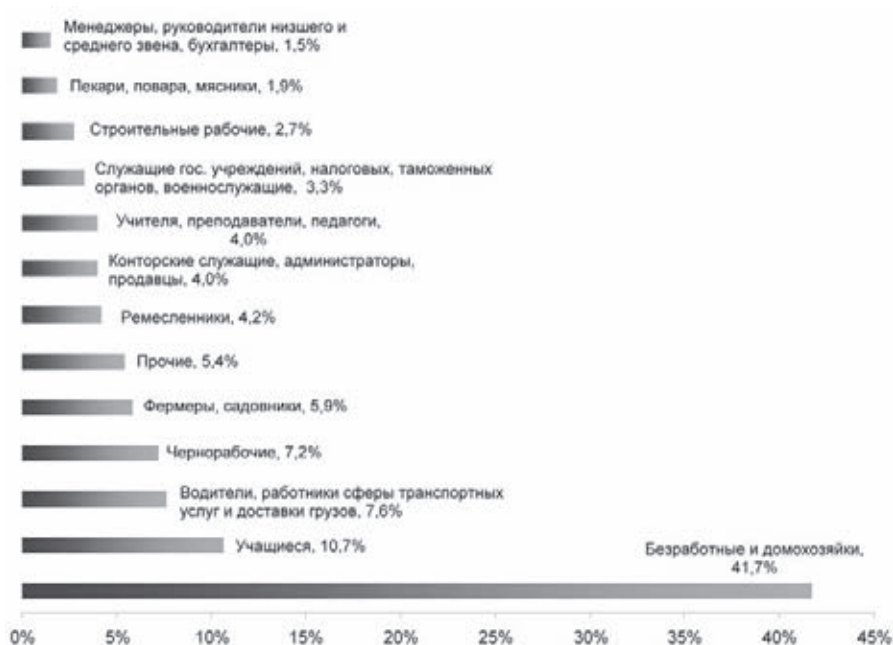 Менеджеры, руководители низшего и
среднего звена, бухгалтеры, 1,5%
Пекари, повара, мясники, 1,9%
Строительные рабочие, 2,7%
Служащие гос. учреждений, налоговых, таможенных
органов, военнослужащие, 3,3%
Учителя, преподаватели, педагоги,
4,0%
Конторские служащие, администраторы,
продавцы, 4,0%
Ремесленники, 4,2%
Прочие, 5,4%
Фермеры, садовники, 5,9%
Чернорабочие, 7,2%
Водители, работники сферы транспортных
услуг и доставки грузов, 7,6%
Учащиеся, 10,7%
Безработные и домохозяйки,
41,7%
0% 5% 10% 15% 20% 25% 30% 35% 40% 45%